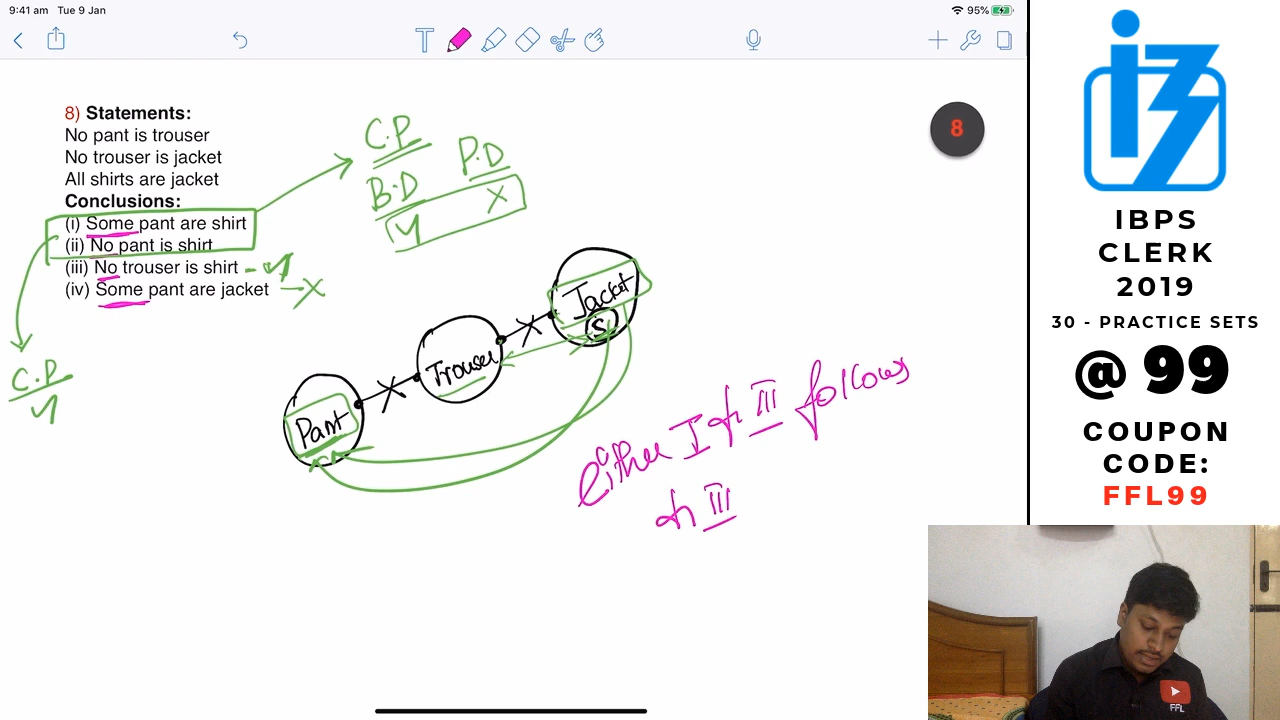 9:41 am Tue 9 Jan
95%
T
8) Statements:
No pant is trouser
No trouser is jacket
All shirts are jacket
Conclusions:
(i) Some pant are shirt
(ii) No pant is shirt
(iii) No trouser is shirt - y
(iv) Some pant are jacket - X
C.P
B.D P.D
y X
C.P
y
Jacket
S
Trouser
Pant
either I or III follows
or III
8
IBPS
CLERK
2019
30 - PRACTICE SETS
@ 99
COUPON
CODE:
FFL99
FFL